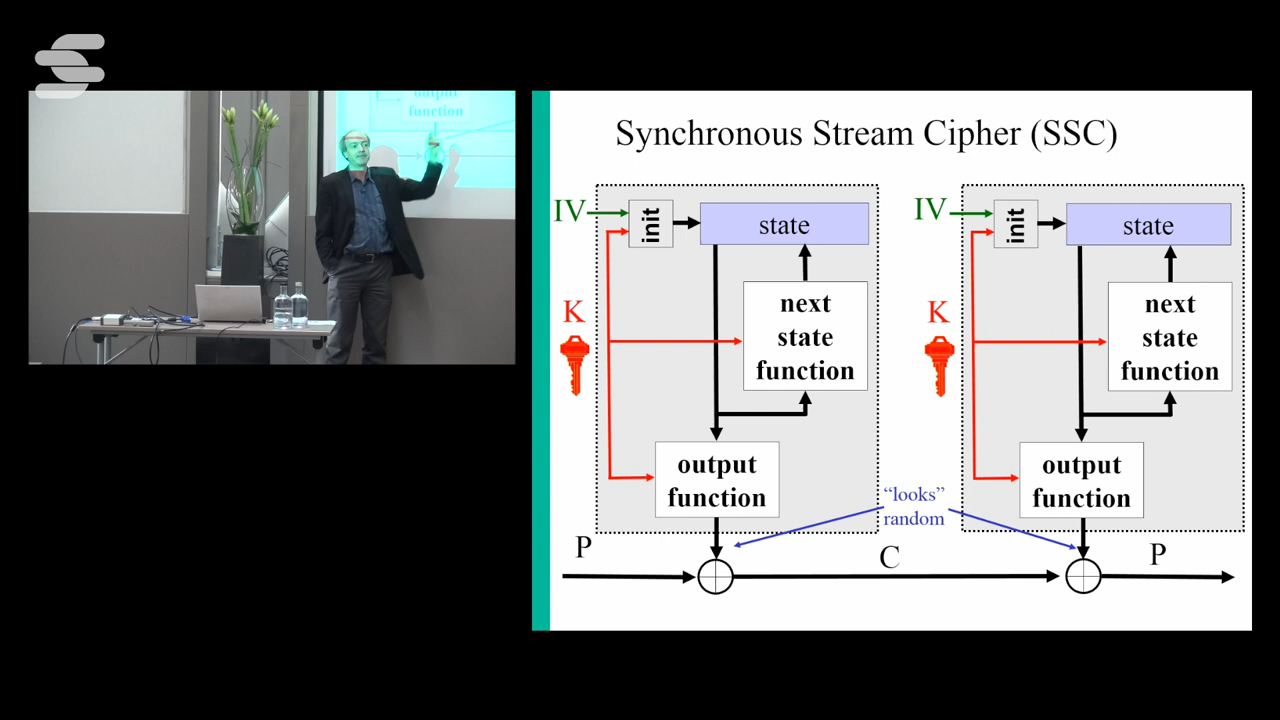 output
function
Synchronous Stream Cipher (SSC)
IV
init
state
K
next
state
function
output
function
P
"looks"
random
C
IV
init
state
K
next
state
function
output
function
P